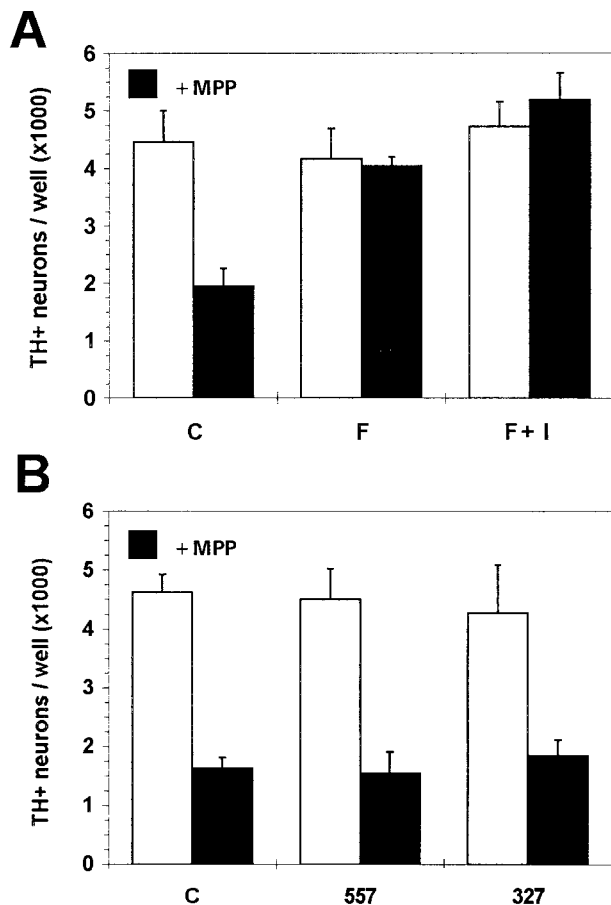 A
TH+ neurons / well (x1000)
6
5
4
3
2
1
0
+ MPP
C F F + I
B
TH+ neurons / well (x1000)
6
5
4
3
2
1
0
+ MPP
C 557 327